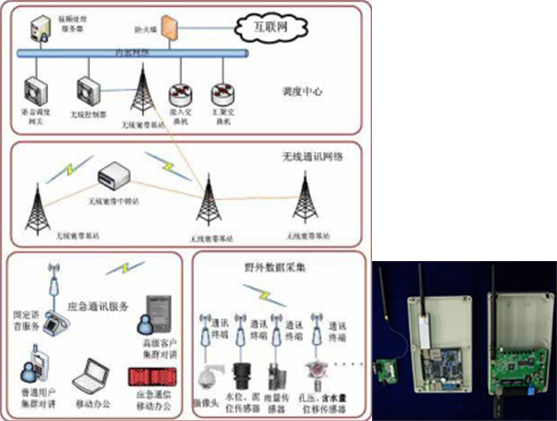 视频处理
服务器
防火墙
互联网
内部网络
语音调度
网关
无线控制器
无线宽带基站
接入交
换机
汇聚交
换机
调度中心
无线通讯网络
无线宽带中转站
无线宽带基站
无线宽带基站
无线宽带基站
应急通讯服务
固定语
音服务
高级客户
集群对讲
普通用户
集群对讲
移动办公
应急通信
移动办公
野外数据采集
通讯
终端
通讯
终端
通讯
终端
通讯
终端
摄像头
水位、泥
位传感器
雨量传
感器
孔压、含水量
位移传感器